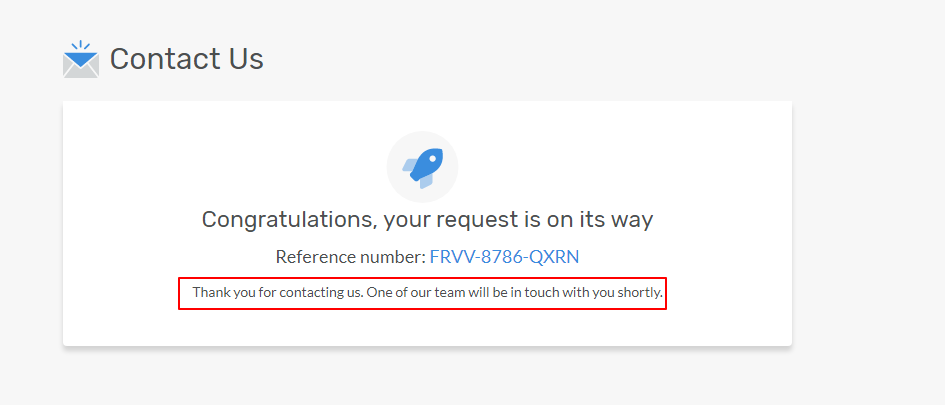 Contact Us
Congratulations, your request is on its way
Reference number: FRVV-8786-QXRN
Thank you for contacting us. One of our team will be in touch with you shortly.